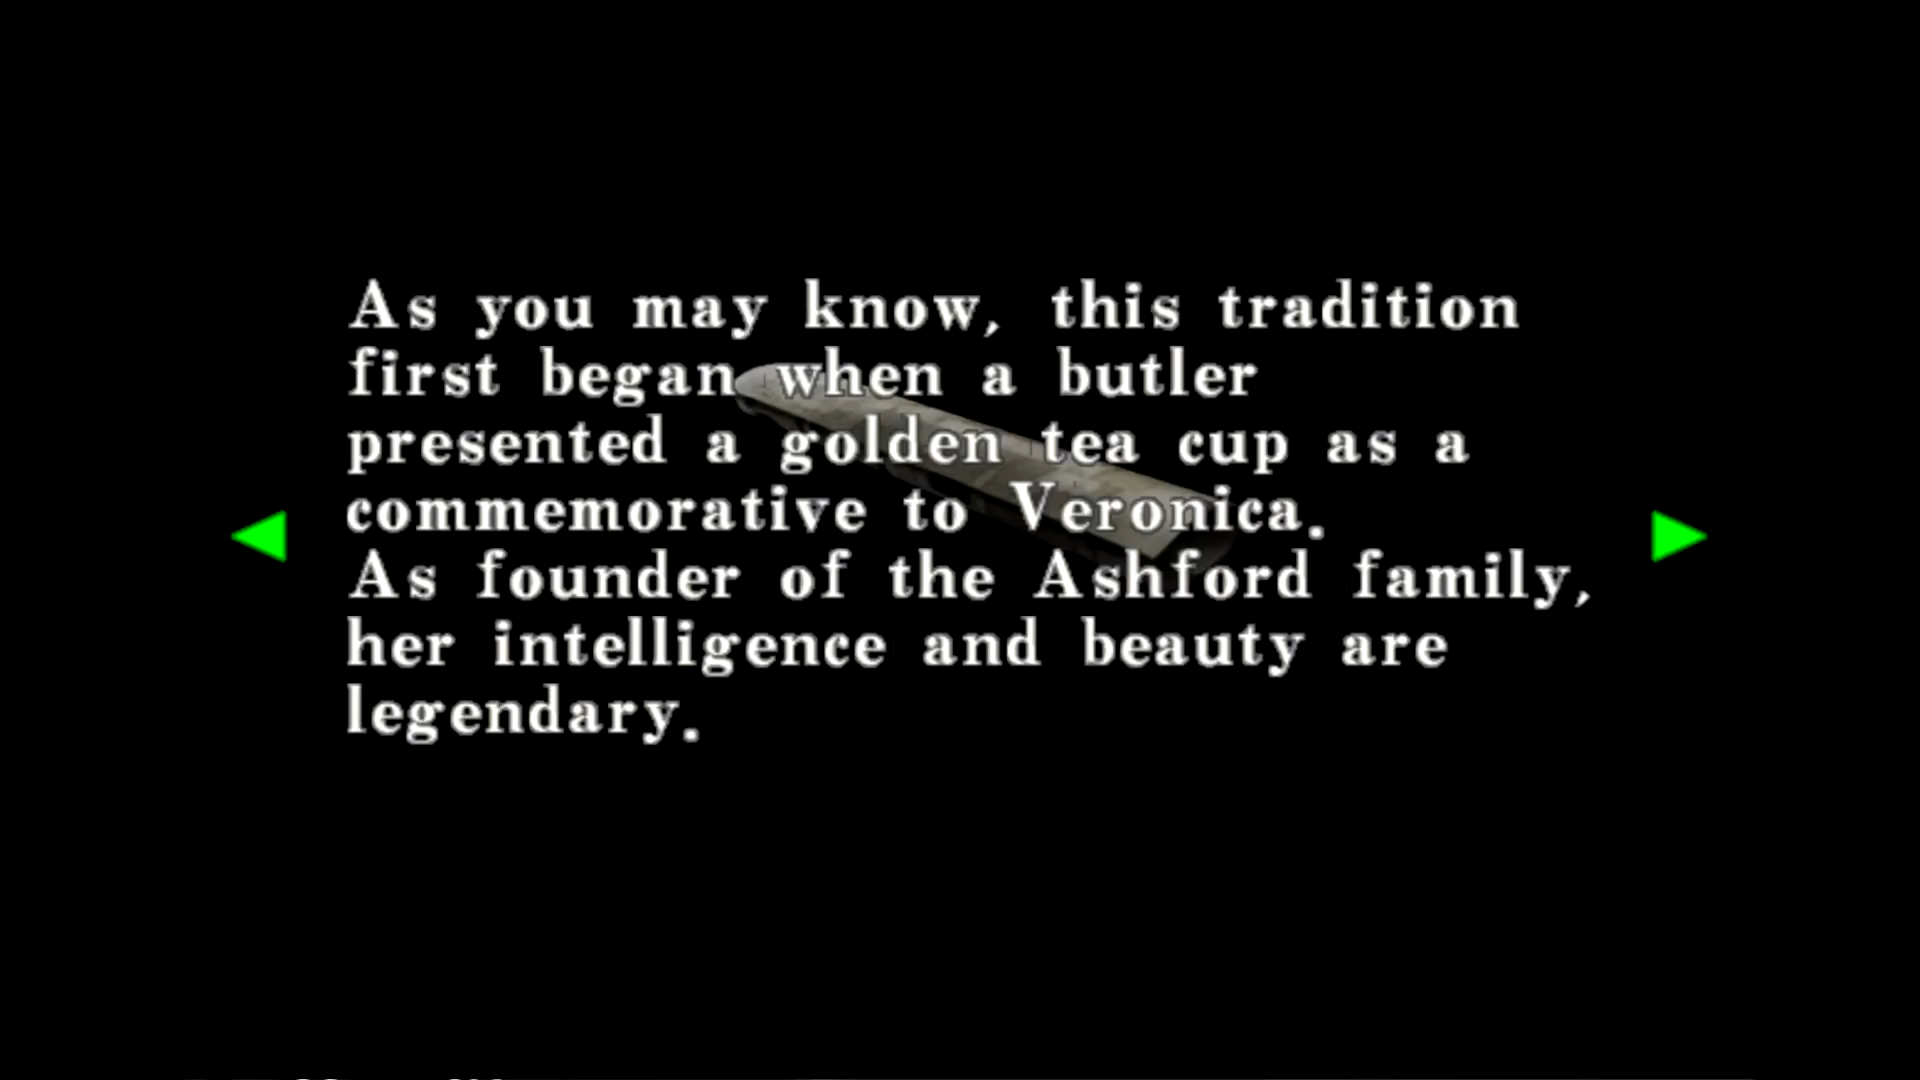 As you may know, this tradition
first began when a butler
presented a golden tea cup as a
commemorative to Veronica.
As founder of the Ashford family,
her intelligence and beauty are
legendary.